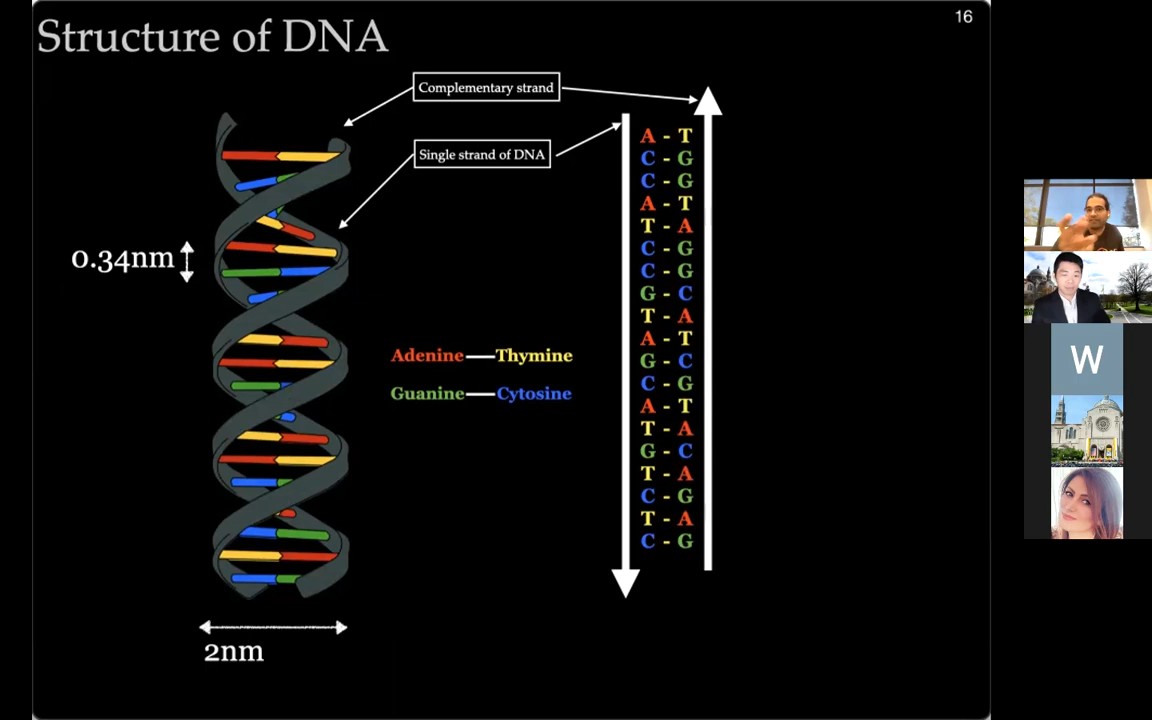 Structure of DNA
16
Complementary strand
Single strand of DNA
A - T
C - G
C - G
A - T
T - A
C - G
C - G
G - C
T - A
A - T
G - C
C - G
A - T
T - A
G - C
T - A
C - G
T - A
C - G
0.34nm
Adenine—Thymine
Guanine—Cytosine
2nm
W